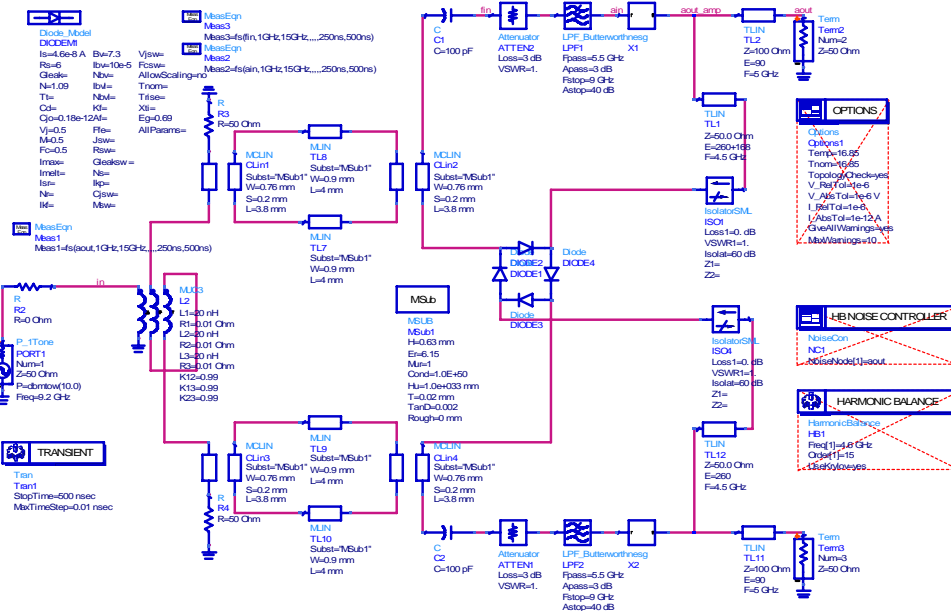 Diode_Model
DIODEM1
Is=4.6e-8 A
Rs=6
Gleak=
N=1.09
Tt=
Cd=
Cjo=0.18e-12
Vj=0.5
M=0.5
Fc=0.5
Imax=
Imelt=
Isr=
Nr=
Ikf=
Bv=7.3
Ibv=10e-5
Nbv=
Ibvl=
Nbvl=
Kf=
Af=
Ffe=
Jsw=
Rsw=
Gleaksw=
Ns=
Ikp=
Cjsw=
Msw=
Vjsw=
Fcsw=
AllowScaling=no
Tnom=
Trise=
Xti=
Eg=0.69
AllParams=
MeasEqn
Meas3
Meas3=fs(fin,1GHz,15GHz,,,,,250ns,500ns)
MeasEqn
Meas2
Meas2=fs(ain,1GHz,15GHz,,,,,250ns,500ns)
MeasEqn
Meas1
Meas1=fs(aout,1GHz,15GHz,,,,,250ns,500ns)
R
R3
R=50 Ohm
MCLIN
CLin1
Subst="MSub1"
W=0.76 mm
S=0.2 mm
L=3.8 mm
MLIN
TL8
Subst="MSub1"
W=0.9 mm
L=4 mm
MLIN
TL7
Subst="MSub1"
W=0.9 mm
L=4 mm
MCLIN
CLin2
Subst="MSub1"
W=0.76 mm
S=0.2 mm
L=3.8 mm
fin
C
C1
C=100 pF
Attenuator
ATTEN2
Loss=3 dB
VSWR=1.
LPF_Butterworth
LPF1
Fpass=5.5 GHz
Apass=3 dB
Fstop=9 GHz
Astop=40 dB
ain
X1
aout_amp
TLIN
TL2
Z=100 Ohm
E=90
F=5 GHz
aout
Term
Term2
Num=2
Z=50 Ohm
TLIN
TL1
Z=50.0 Ohm
E=260+168
F=4.5 GHz
IsolatorSML
ISO1
Loss1=0. dB
VSWR1=1.
Isolat=60 dB
Z1=
Z2=
OPTIONS
Options
Options1
Temp=16.85
Tnom=16.85
TopologyCheck=yes
V_RelTol=1e-6
V_AbsTol=1e-6 V
I_RelTol=1e-6
I_AbsTol=1e-12 A
GiveAllWarnings=yes
MaxWarnings=10
Diode
DIODE2
DIODE1
Diode
DIODE4
Diode
DIODE3
in
R
R2
R=0 Ohm
P_1Tone
PORT1
Num=1
Z=50 Ohm
P=dbmtow(10.0)
Freq=9.2 GHz
L2
L1=20 nH
R1=0.01 Ohm
L2=20 nH
R2=0.01 Ohm
L3=20 nH
R3=0.01 Ohm
K12=0.99
K13=0.99
K23=0.99
MSub
MSUB
MSub1
H=0.63 mm
Er=6.15
Mur=1
Cond=1.0E+50
Hu=1.0e+033 mm
T=0.02 mm
TanD=0.002
Rough=0 mm
IsolatorSML
ISO4
Loss1=0. dB
VSWR1=1.
Isolat=60 dB
Z1=
Z2=
HB NOISE CONTROLLER
NoiseCon
NC1
NoiseNode[1]=aout
HARMONIC BALANCE
HarmonicBalance
HB1
Freq[1]=4.6 GHz
Order[1]=15
UseKrylov=yes
TRANSIENT
Tran
Tran1
StopTime=500 nsec
MaxTimeStep=0.01 nsec
MCLIN
CLin3
Subst="MSub1"
W=0.76 mm
S=0.2 mm
L=3.8 mm
R
R4
R=50 Ohm
MLIN
TL9
Subst="MSub1"
W=0.9 mm
L=4 mm
MLIN
TL10
Subst="MSub1"
W=0.9 mm
L=4 mm
MCLIN
CLin4
Subst="MSub1"
W=0.76 mm
S=0.2 mm
L=3.8 mm
TLIN
TL12
Z=50.0 Ohm
E=260
F=4.5 GHz
C
C2
C=100 pF
Attenuator
ATTEN1
Loss=3 dB
VSWR=1.
LPF_Butterworth
LPF2
Fpass=5.5 GHz
Apass=3 dB
Fstop=9 GHz
Astop=40 dB
X2
TLIN
TL11
Z=100 Ohm
E=90
F=5 GHz
Term
Term3
Num=3
Z=50 Ohm